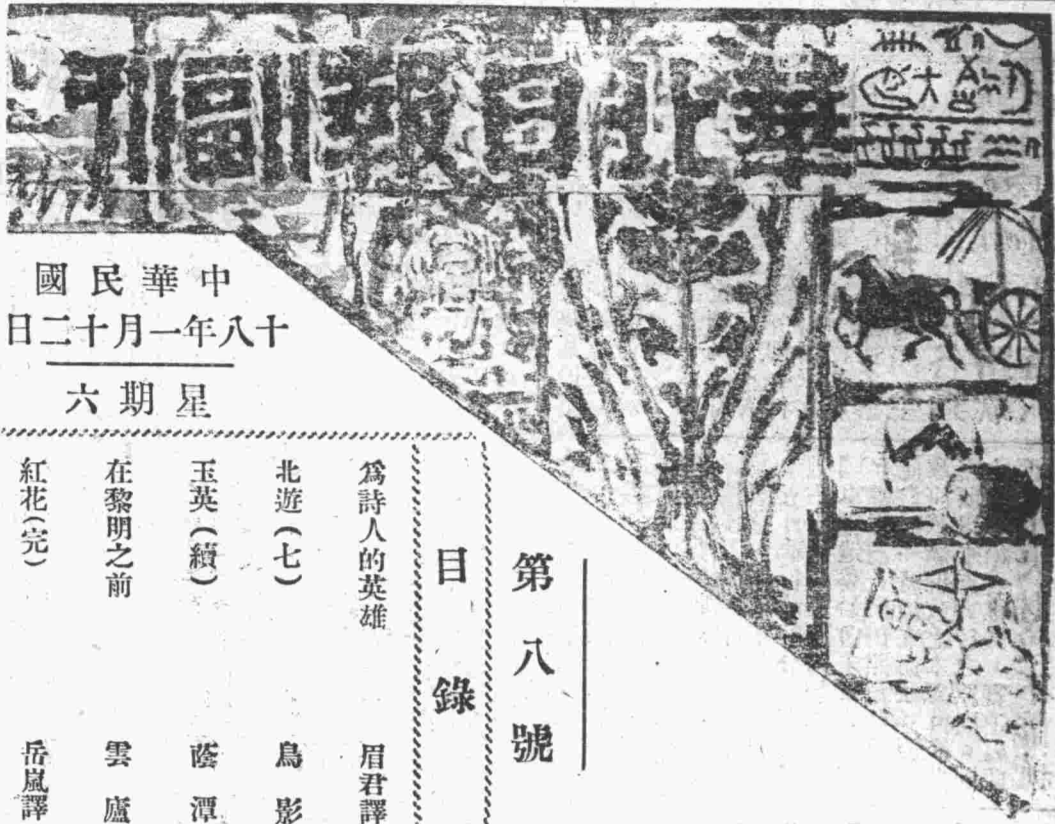 華北日報副刊
中華民國
十八年一月十二日
星期六
第八號
目錄
爲詩人的英雄 眉君譯
北遊（七） 鳥影
玉英（續） 蔭潭
在黎明之前 雲廬
紅花（完） 岳嵐譯